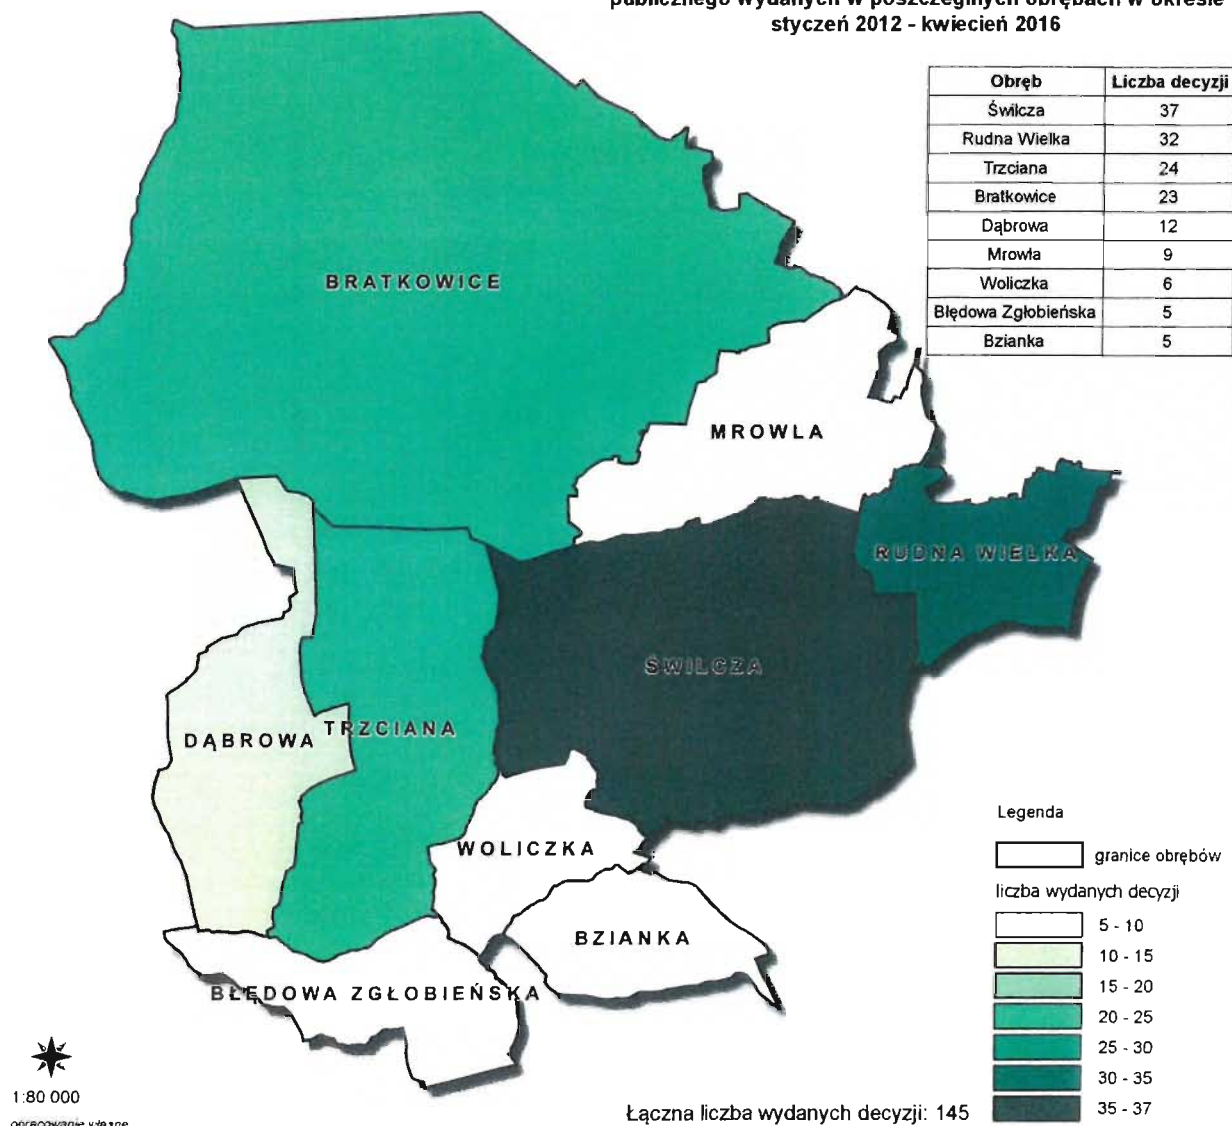 publicznego wydanych w poszczególnych obrębach w okresie
styczeń 2012 - kwiecień 2016
Obręb Liczba decyzji
Świlcza 37
Rudna Wielka 32
Trzciana 24
Bratkowice 23
Dąbrowa 12
Mrowla 9
Woliczka 6
Błędowa Zgłobieńska 5
Bzianka 5
BRATKOWICE
MROWLA
RUDNA WIELKA
ŚWILCZA
DĄBROWA
TRZCIANA
WOLICZKA
BZIANKA
BŁĘDOWA ZGŁOBIEŃSKA
Legenda
granice obrębów
liczba wydanych decyzji
5 - 10
10 - 15
15 - 20
20 - 25
25 - 30
30 - 35
35 - 37
1:80 000
opracowanie własne
Łączna liczba wydanych decyzji: 145